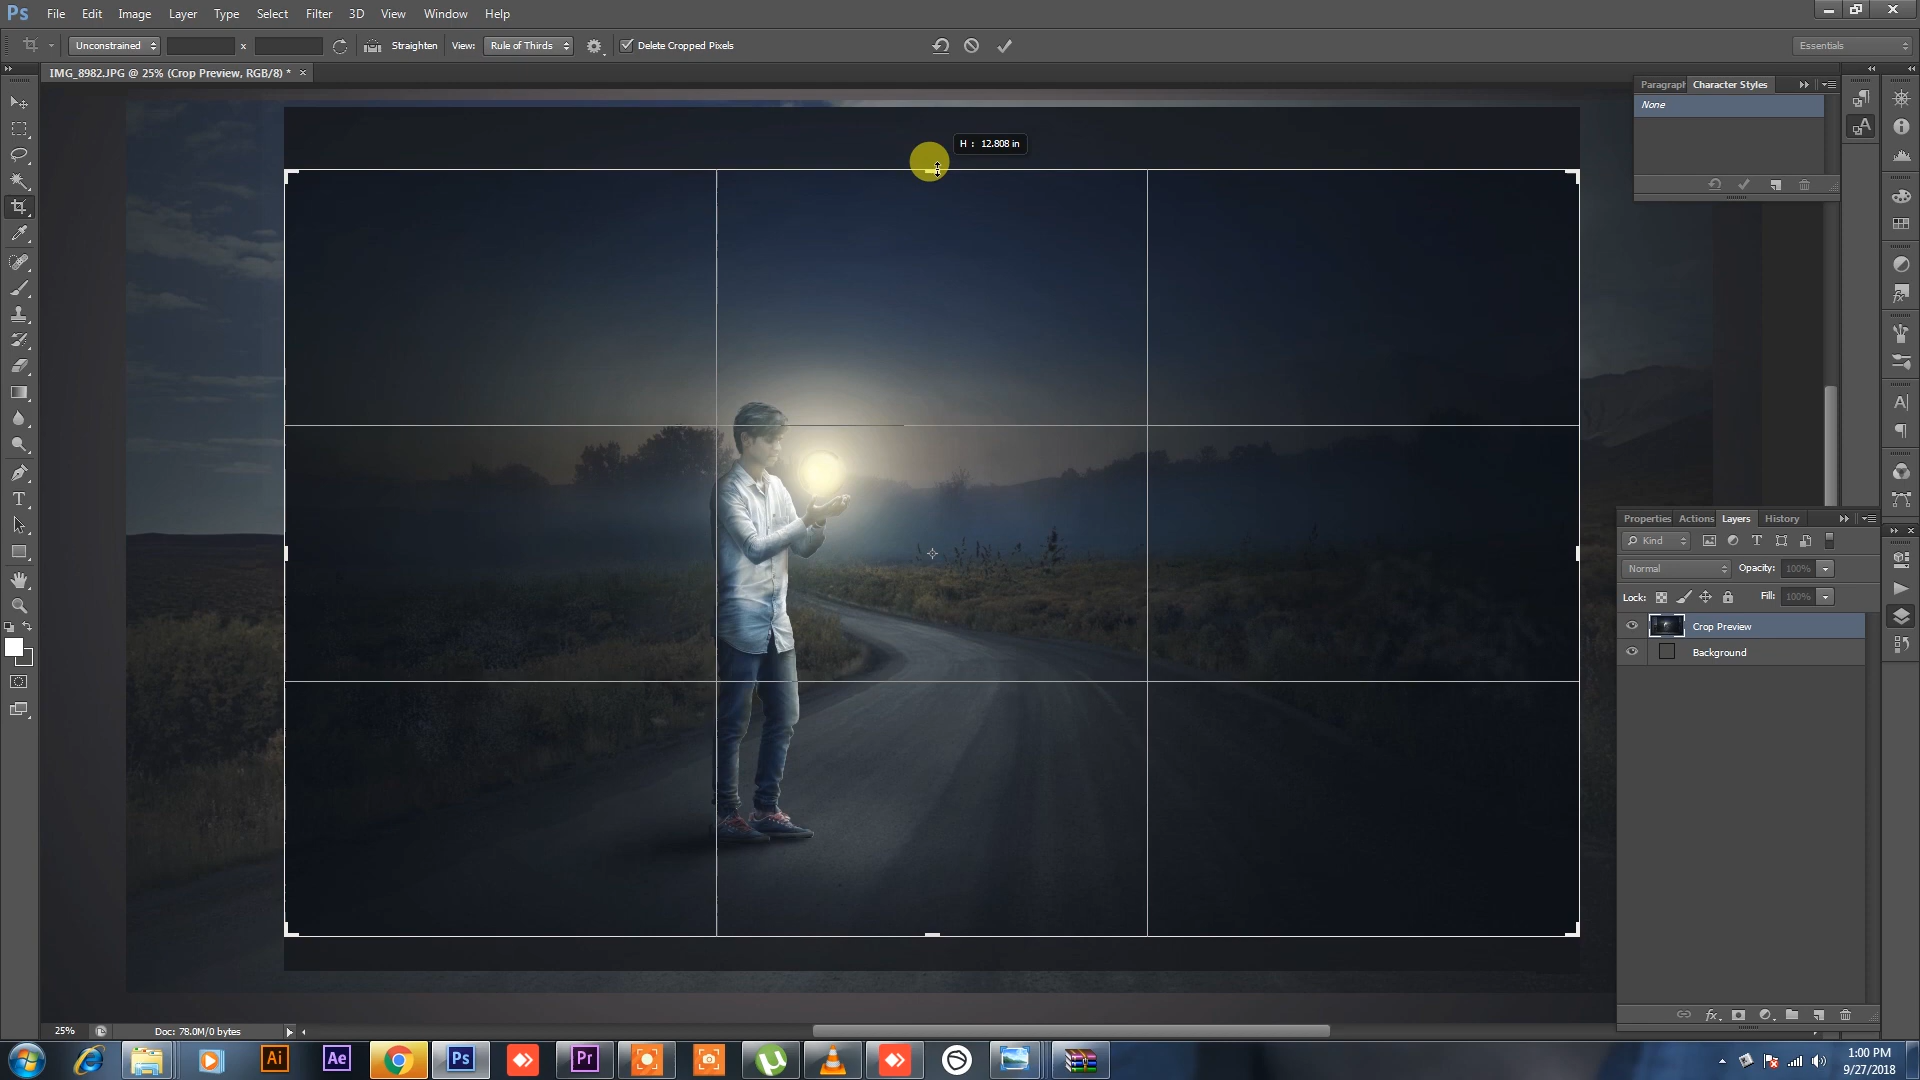 Ps File Edit Image Layer Type Select Filter 3D View Window Help
Unconstrained x Straighten View: Rule of Thirds Delete Cropped Pixels Essentials
IMG_8982.JPG @ 25% (Crop Preview, RGB/8) * ×
Paragraph Character Styles
None
H : 12.808 in
Properties Actions Layers History
Kind
Normal Opacity: 100%
Lock: Fill: 100%
Crop Preview
Background
25% Doc: 78.0M/0 bytes
Ai Ae Ps Pr
1:00 PM
9/27/2018